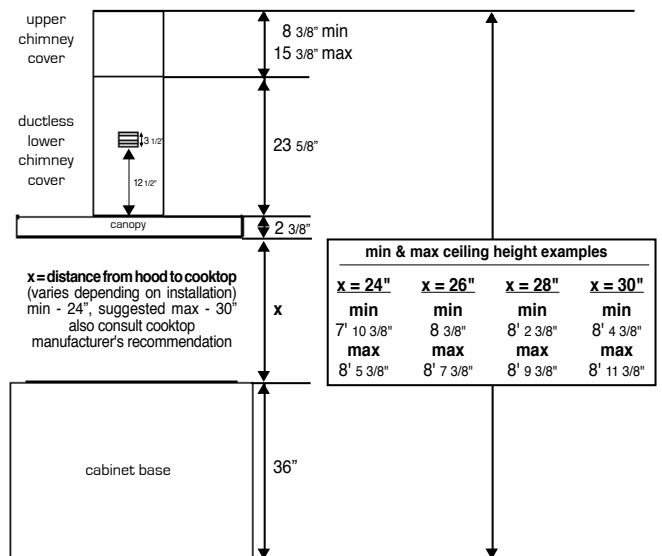 upper
chimney
cover
8 3/8” min
15 3/8” max
ductless
lower
chimney
cover
3 1/2"
12 1/2"
23 5/8”
canopy
2 3/8”
x = distance from hood to cooktop
(varies depending on installation)
min - 24”, suggested max - 30”
also consult cooktop
manufacturer's recommendation
x
min & max ceiling height examples
x = 24" x = 26" x = 28" x = 30"
min min min min
7' 10 3/8" 8 3/8" 8' 2 3/8" 8' 4 3/8"
max max max max
8' 5 3/8" 8' 7 3/8" 8' 9 3/8" 8' 11 3/8"
cabinet base
36”